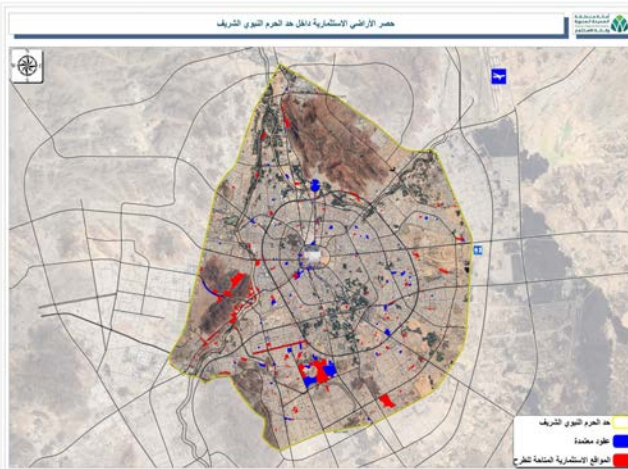 حصر الأراضي الاستثمارية داخل حد الحرم النبوي الشريف
حد الحرم النبوي الشريف
عقود معتمدة
المواقع الاستثمارية المتاحة للطرح